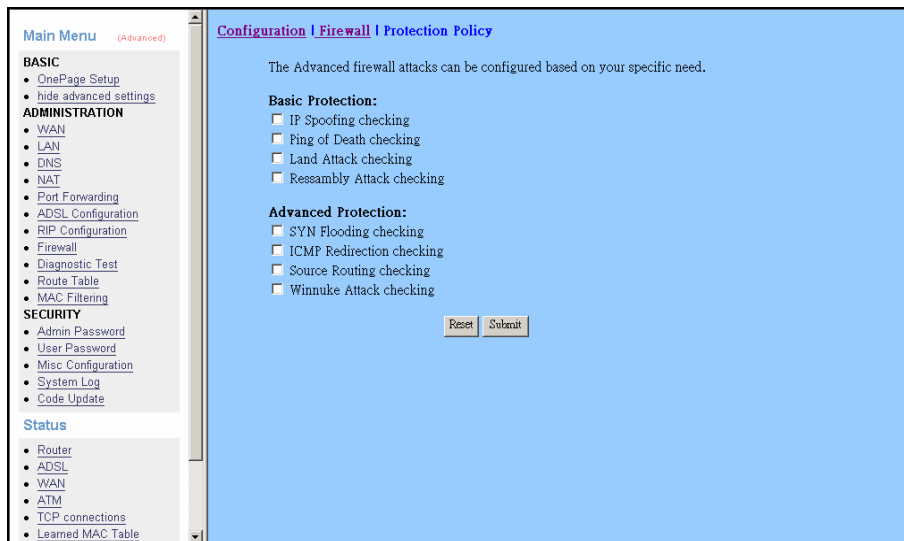 Main Menu (Advanced)
BASIC
OnePage Setup
hide advanced settings
ADMINISTRATION
WAN
LAN
DNS
NAT
Port Forwarding
ADSL Configuration
RIP Configuration
Firewall
Diagnostic Test
Route Table
MAC Filtering
SECURITY
Admin Password
User Password
Misc Configuration
System Log
Code Update
Status
Router
ADSL
WAN
ATM
TCP connections
Learned MAC Table
Configuration | Firewall | Protection Policy
The Advanced firewall attacks can be configured based on your specific need.
Basic Protection:
IP Spoofing checking
Ping of Death checking
Land Attack checking
Ressambly Attack checking
Advanced Protection:
SYN Flooding checking
ICMP Redirection checking
Source Routing checking
Winnuke Attack checking
Reset Submit